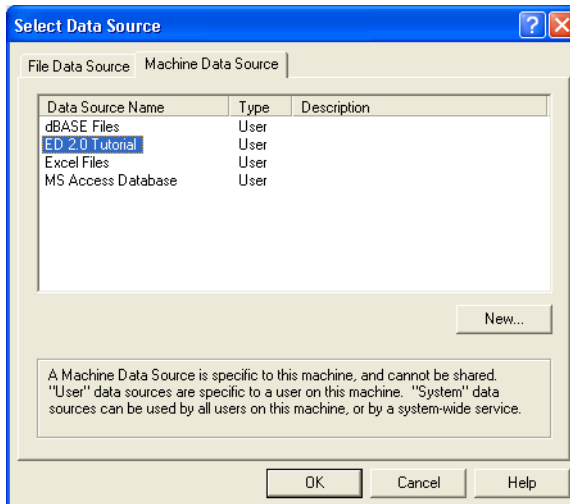 Select Data Source
File Data Source Machine Data Source
Data Source Name Type Description
dBASE Files User
ED 2.0 Tutorial User
Excel Files User
MS Access Database User
New...
A Machine Data Source is specific to this machine, and cannot be shared.
"User" data sources are specific to a user on this machine. "System" data
sources can be used by all users on this machine, or by a system-wide service.
OK Cancel Help